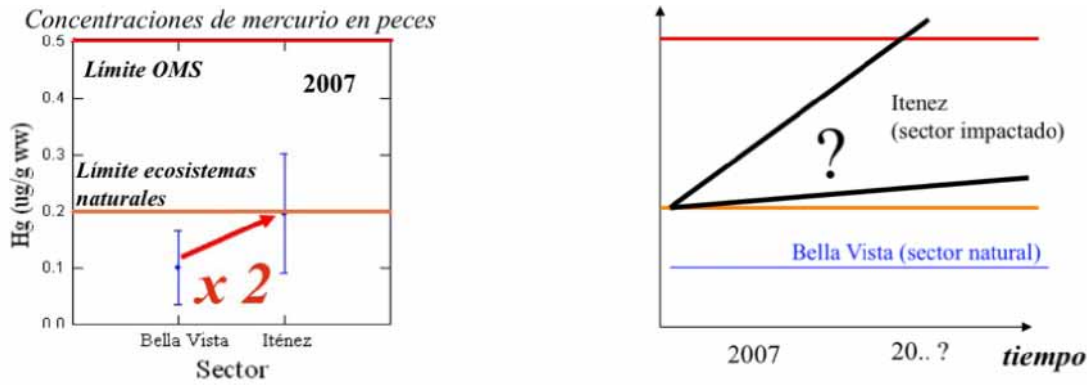 Concentraciones de mercurio en peces
0.5
Límite OMS
2007
0.4
0.3
Límite ecosistemas
naturales
0.2
0.1
x 2
0.0
Hg (ug/g ww)
Bella Vista
Iténez
Sector
Itenez
(sector impactado)
?
Bella Vista (sector natural)
2007
20.. ?
tiempo